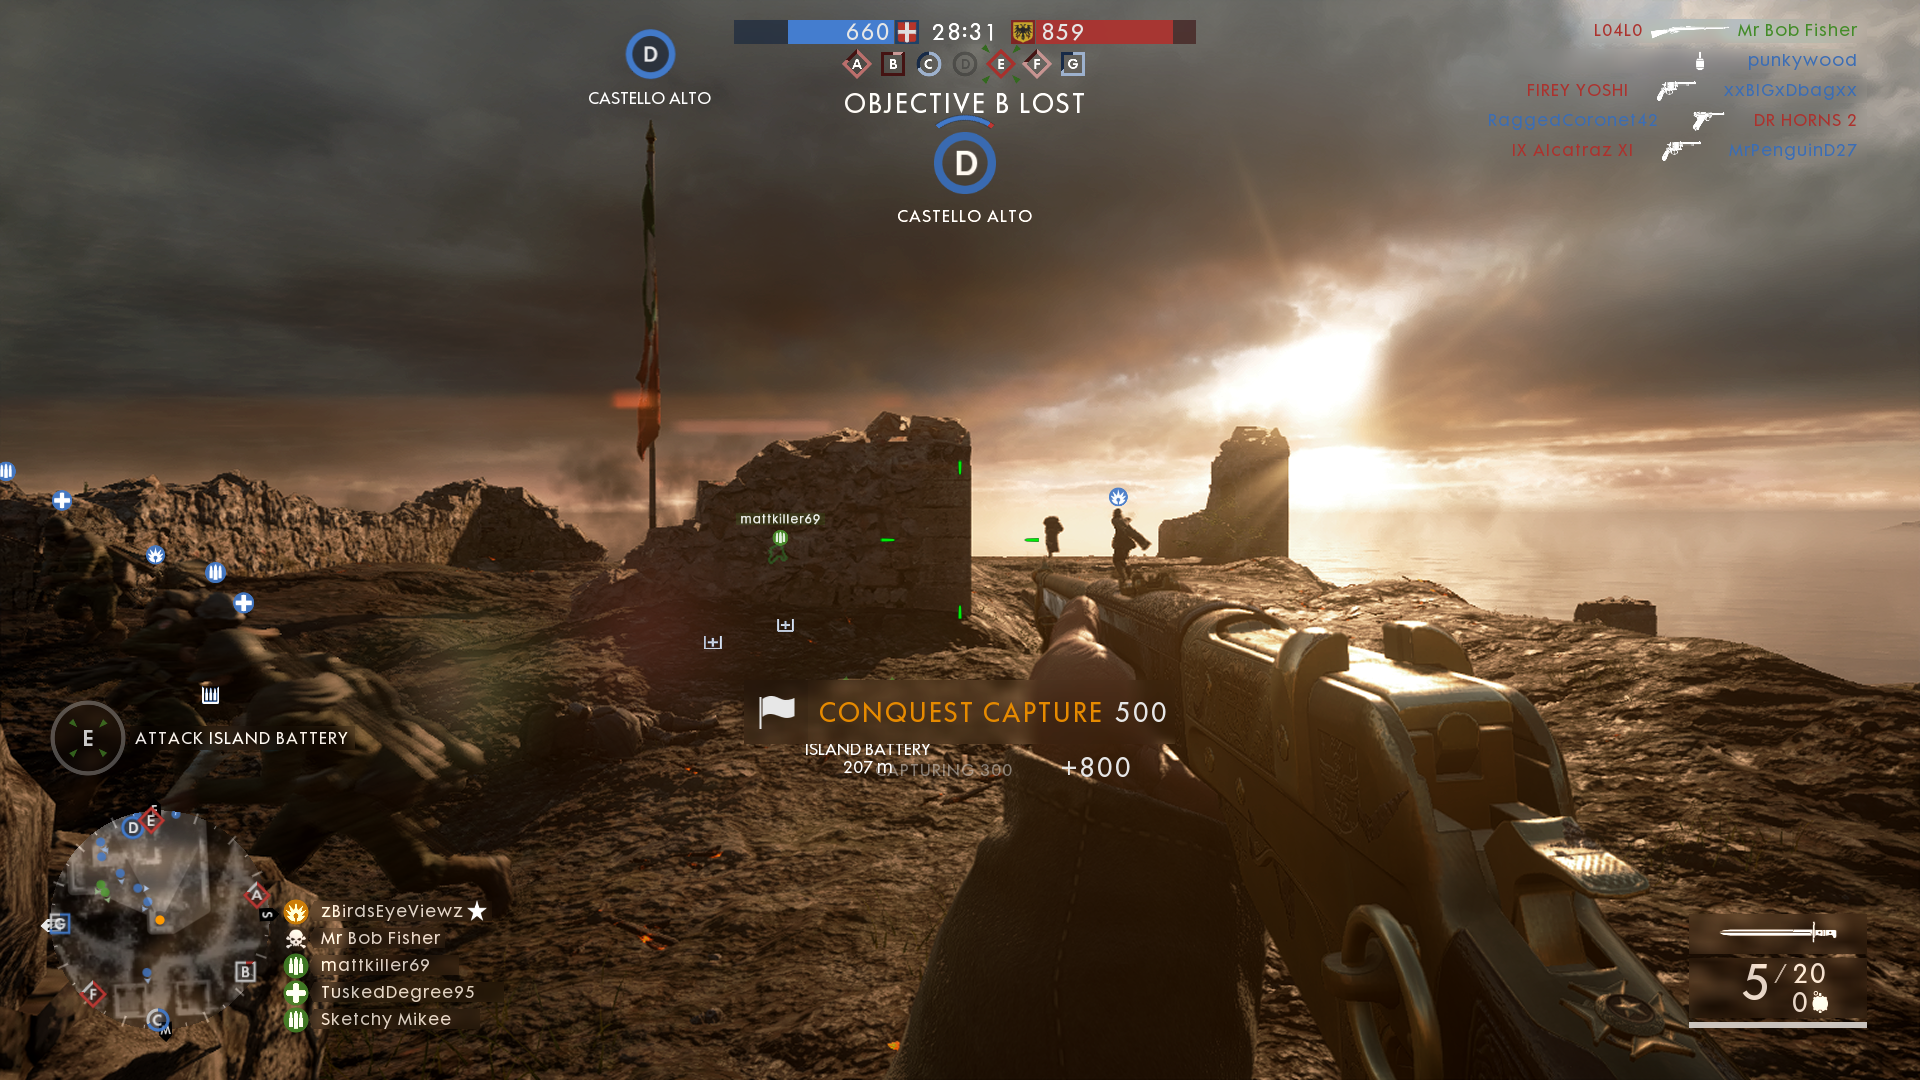 660 28:31 859
A B C D E F G
OBJECTIVE B LOST
D
CASTELLO ALTO
D
CASTELLO ALTO
L04L0 Mr Bob Fisher
punkywood
FIREY YOSHI xxBIGxDbagxx
RaggedCoronet42 DR HORNS 2
IX Alcatraz XI MrPenguinD27
mattkiller69
CONQUEST CAPTURE 500
ISLAND BATTERY
207 m
CAPTURING 300 +800
E ATTACK ISLAND BATTERY
D E
A
S
G
B
F
C
zBirdsEyeViewz
Mr Bob Fisher
mattkiller69
TuskedDegree95
Sketchy Mikee
5/20
0